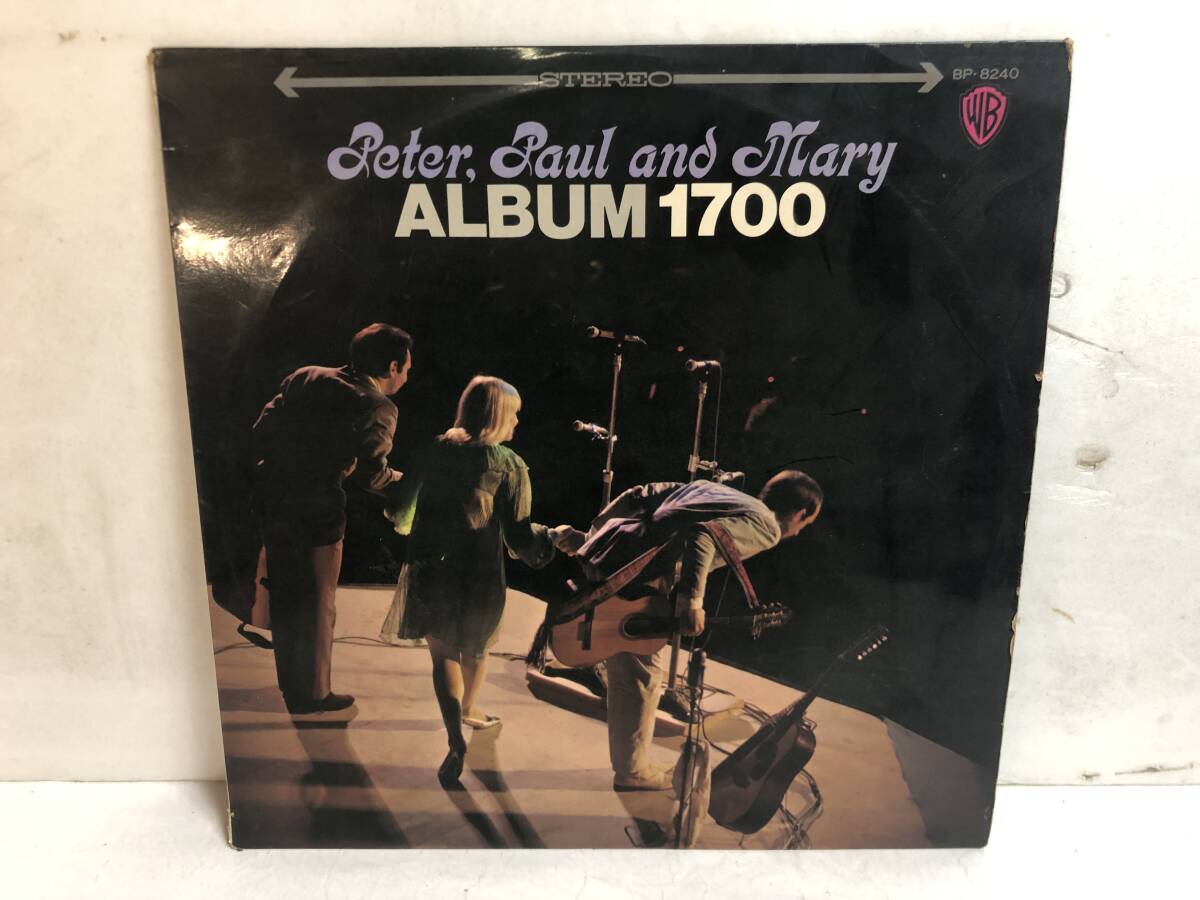 STEREO
BP-8240
WB
Peter, Paul and Mary
ALBUM 1700